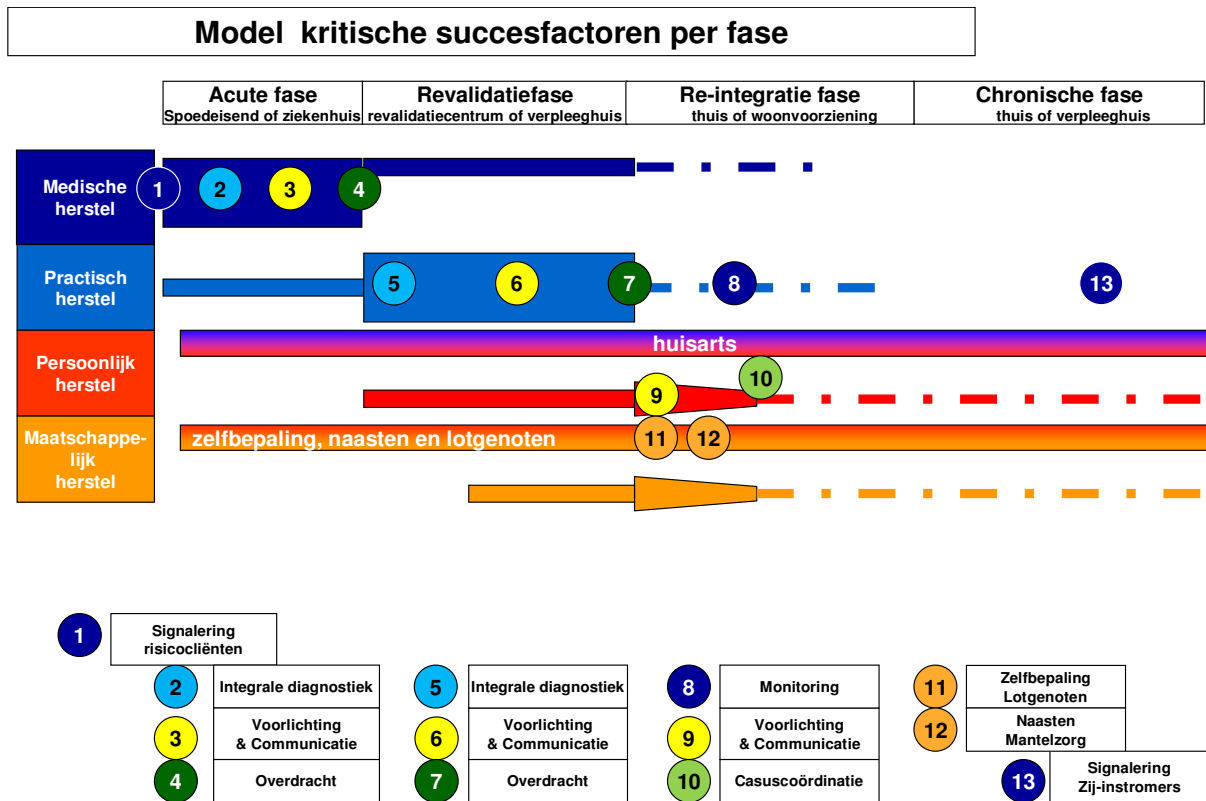 Model kritische succesfactoren per fase
Acute fase
Spoedeisend of ziekenhuis
Revalidatiefase
revalidatiecentrum of verpleeghuis
Re-integratie fase
thuis of woonvoorziening
Chronische fase
thuis of verpleeghuis
Medische
herstel
1
2
3
4
Practisch
herstel
5
6
7
8
13
Persoonlijk
herstel
huisarts
9
10
Maatschappe-
lijk
herstel
zelfbepaling, naasten en lotgenoten
11
12
1
Signalering
risicocliënten
2
Integrale diagnostiek
3
Voorlichting
& Communicatie
4
Overdracht
5
Integrale diagnostiek
6
Voorlichting
& Communicatie
7
Overdracht
8
Monitoring
9
Voorlichting
& Communicatie
10
Casuscoördinatie
11
Zelfbepaling
Lotgenoten
12
Naasten
Mantelzorg
13
Signalering
Zij-instromers